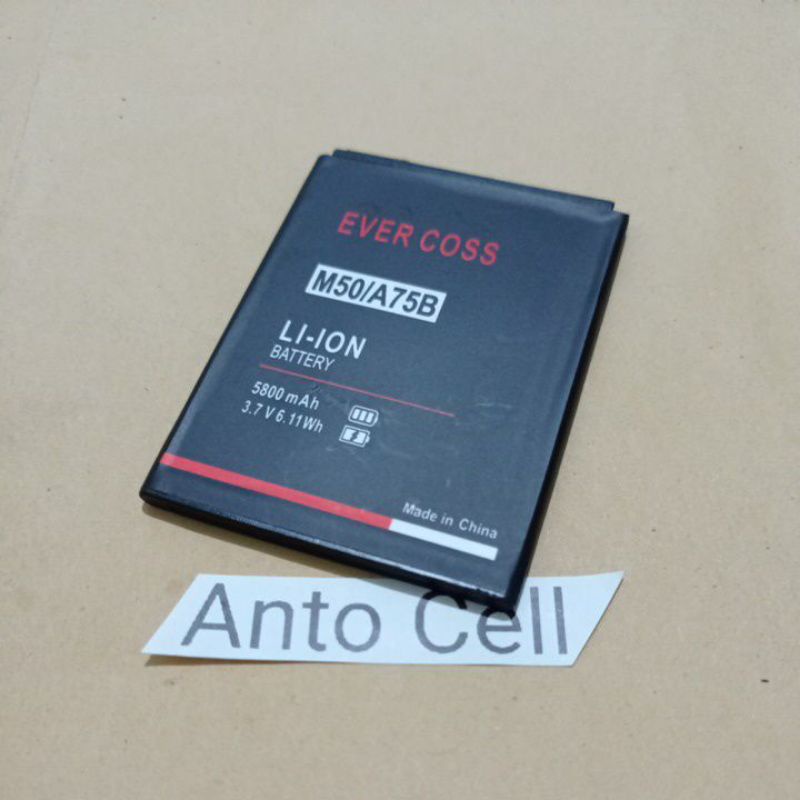 EVER COSS
M50/A75B
LI-ION
BATTERY
5800 mAh
3.7 V 6.11Wh
Made in China
Anto Cell